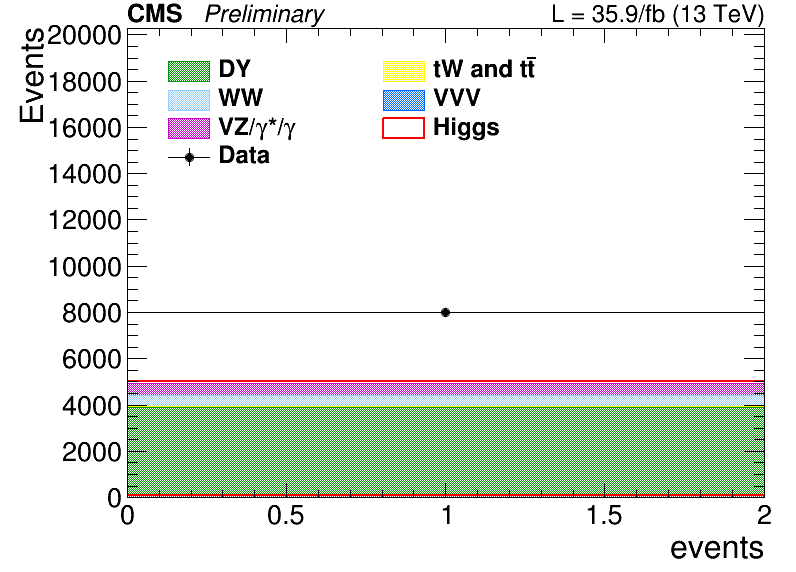 CMS Preliminary L = 35.9/fb (13 TeV)
Events
20000
18000
16000
14000
12000
10000
8000
6000
4000
2000
0
DY tW and tt̄
WW VVV
VZ/γ*/γ Higgs
Data
0 0.5 1 1.5 2
events